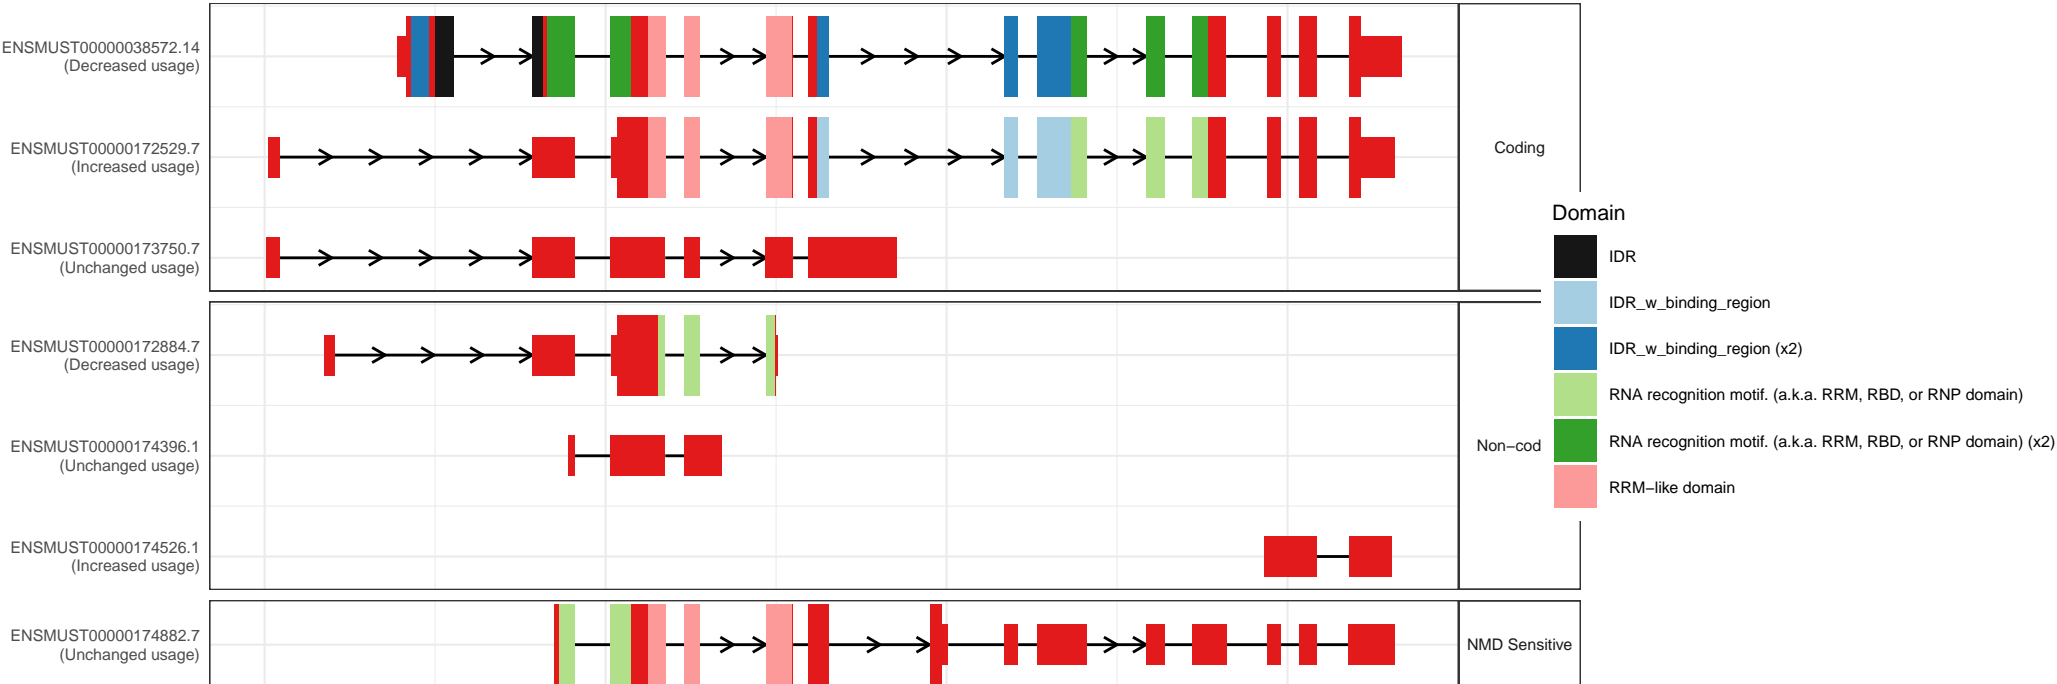 ENSMUST00000038572.14
(Decreased usage)
ENSMUST00000172529.7
(Increased usage)
ENSMUST00000173750.7
(Unchanged usage)
Coding
ENSMUST00000172884.7
(Decreased usage)
ENSMUST00000174396.1
(Unchanged usage)
ENSMUST00000174526.1
(Increased usage)
Non−cod
ENSMUST00000174882.7
(Unchanged usage)
NMD Sensitive
Domain
IDR
IDR_w_binding_region
IDR_w_binding_region (x2)
RNA recognition motif. (a.k.a. RRM, RBD, or RNP domain)
RNA recognition motif. (a.k.a. RRM, RBD, or RNP domain) (x2)
RRM−like domain